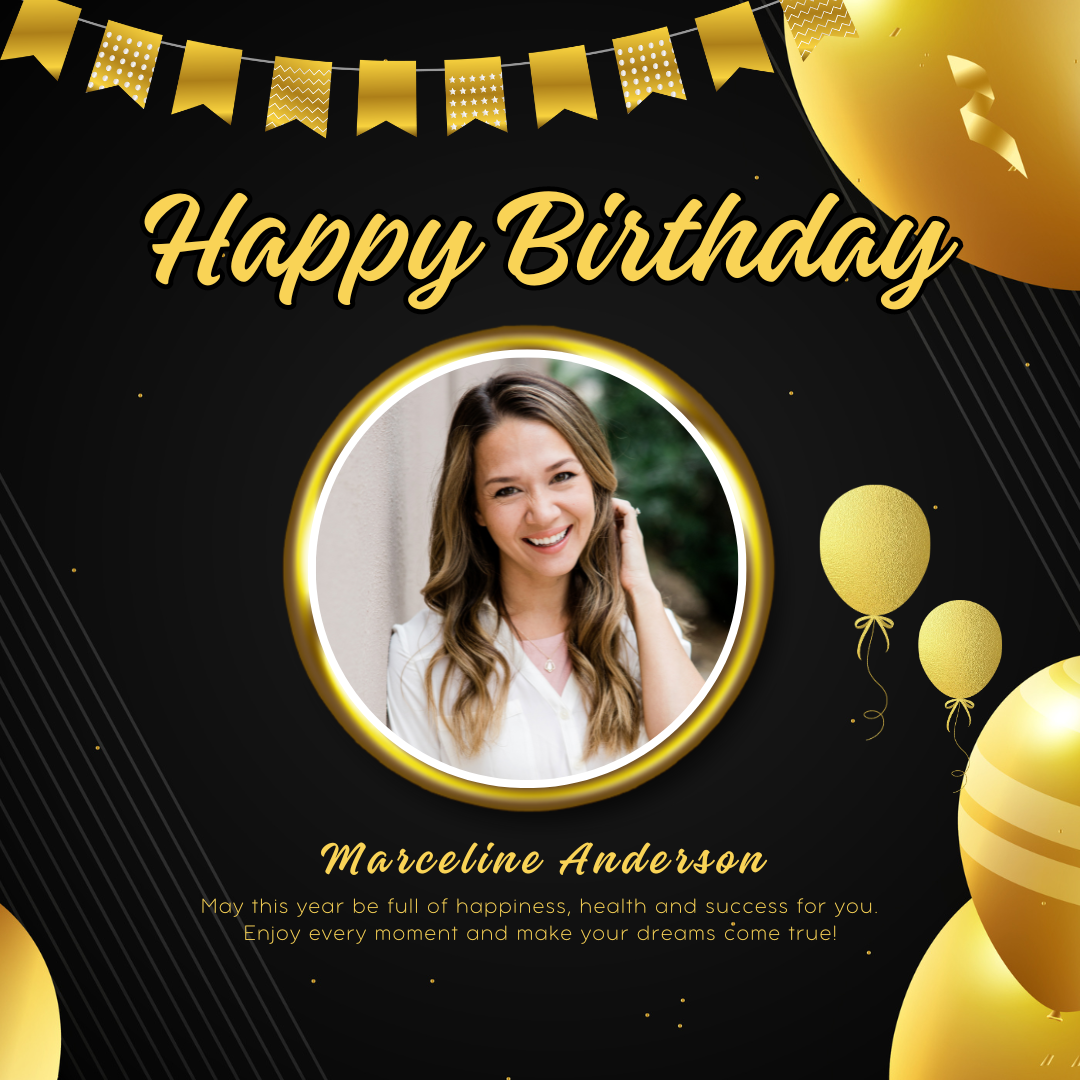 Happy Birthday
Marceline Anderson
May this year be full of happiness, health and success for you.
Enjoy every moment and make your dreams come true!